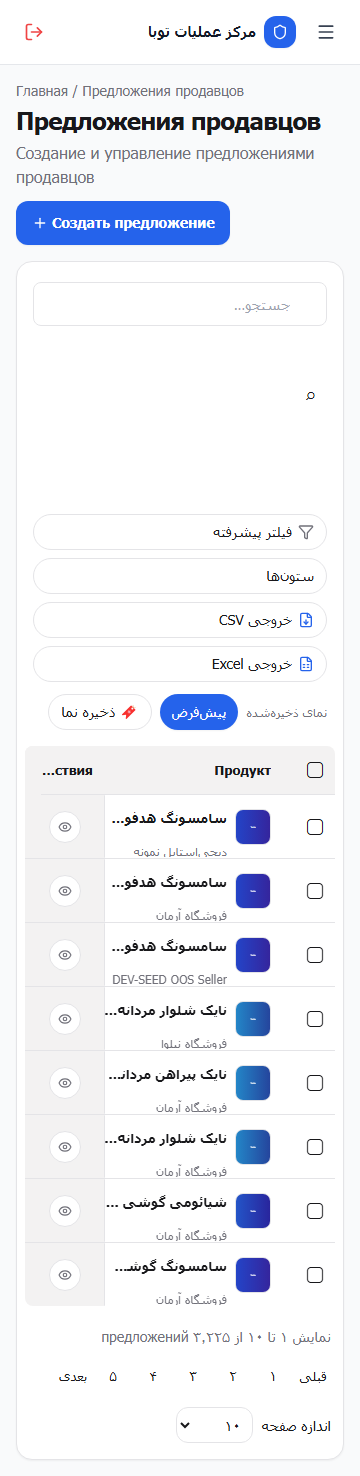 مرکز عملیات توبا
Главная / Предложения продавцов
Предложения продавцов
Создание и управление предложениями
продавцов
+ Создать предложение
جستجو...
فیلتر پیشرفته
ستون‌ها
خروجی CSV
خروجی Excel
نمای ذخیره‌شده
پیش‌فرض
ذخیره نما
Продукт
...ствия
سامسونگ هدفو...
دیجی‌استایل نمونه
سامسونگ هدفو...
فروشگاه آرمان
سامسونگ هدفو...
DEV-SEED OOS Seller
نایک شلوار مردانه...
فروشگاه نیلوا
نایک پیراهن مردان...
فروشگاه آرمان
نایک شلوار مردانه...
فروشگاه آرمان
شیائومی گوشی ...
فروشگاه آرمان
سامسونگ گوشـ...
فروشگاه آرمان
نمایش ۱ تا ۱۰ از ۳,۲۲۵ предложений
قبلی ۱ ۲ ۳ ۴ ۵ بعدی
اندازه صفحه ۱۰